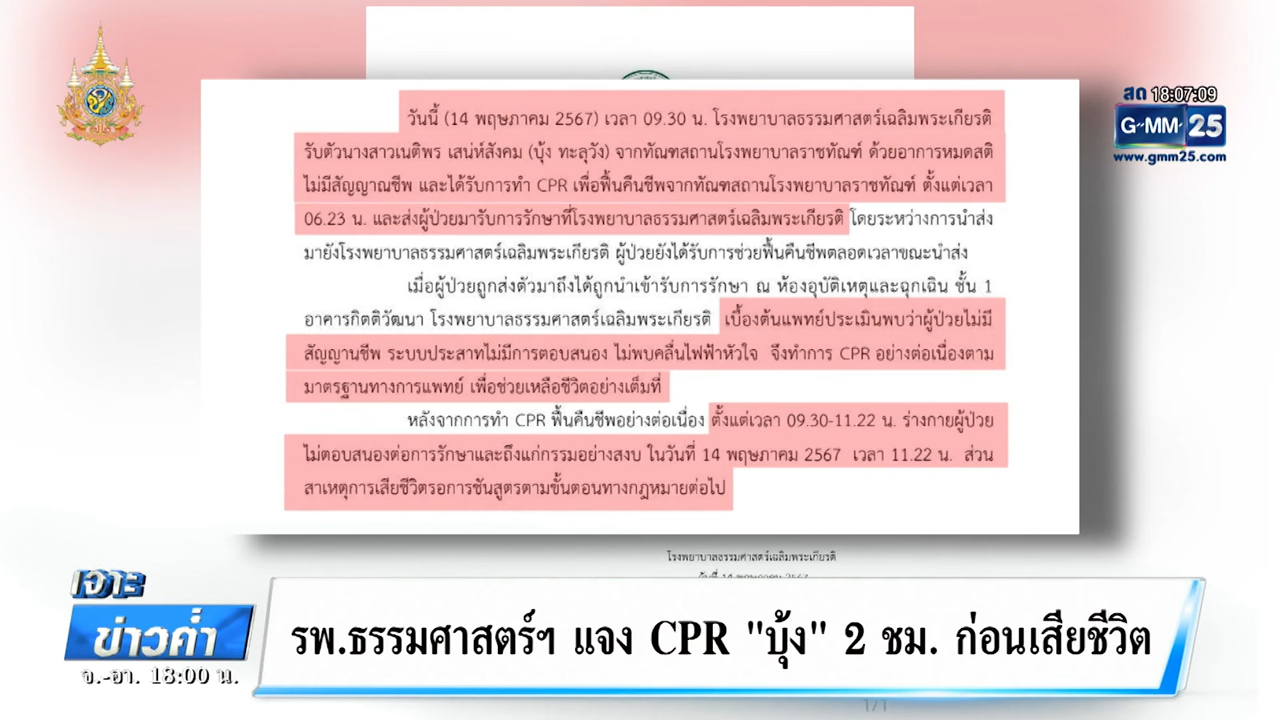 สด 18:07:09
GMM 25
www.gmm25.com
วันนี้ (14 พฤษภาคม 2567) เวลา 09.30 น. โรงพยาบาลธรรมศาสตร์เฉลิมพระเกียรติ
รับตัวนางสาวเนติพร เสน่ห์สังคม (บุ้ง ทะลุวัง) จากทัณฑสถานโรงพยาบาลราชทัณฑ์ ด้วยอาการหมดสติ
ไม่มีสัญญาณชีพ และได้รับการทำ CPR เพื่อฟื้นคืนชีพจากทัณฑสถานโรงพยาบาลราชทัณฑ์ ตั้งแต่เวลา
06.23 น. และส่งผู้ป่วยมารับการรักษาที่โรงพยาบาลธรรมศาสตร์เฉลิมพระเกียรติ โดยระหว่างการนำส่ง
มายังโรงพยาบาลธรรมศาสตร์เฉลิมพระเกียรติ ผู้ป่วยยังได้รับการช่วยฟื้นคืนชีพตลอดเวลาขณะนำส่ง
เมื่อผู้ป่วยถูกส่งตัวมาถึงได้ถูกนำเข้ารับการรักษา ณ ห้องอุบัติเหตุและฉุกเฉิน ชั้น 1
อาคารกิตติวัฒนา โรงพยาบาลธรรมศาสตร์เฉลิมพระเกียรติ เบื้องต้นแพทย์ประเมินพบว่าผู้ป่วยไม่มี
สัญญานชีพ ระบบประสาทไม่มีการตอบสนอง ไม่พบคลื่นไฟฟ้าหัวใจ จึงทำการ CPR อย่างต่อเนื่องตาม
มาตรฐานทางการแพทย์ เพื่อช่วยเหลือชีวิตอย่างเต็มที่
หลังจากการทำ CPR ฟื้นคืนชีพอย่างต่อเนื่อง ตั้งแต่เวลา 09.30-11.22 น. ร่างกายผู้ป่วย
ไม่ตอบสนองต่อการรักษาและถึงแก่กรรมอย่างสงบ ในวันที่ 14 พฤษภาคม 2567 เวลา 11.22 น. ส่วน
สาเหตุการเสียชีวิตรอการชันสูตรตามขั้นตอนทางกฎหมายต่อไป
โรงพยาบาลธรรมศาสตร์เฉลิมพระเกียรติ
วันที่ 14 พฤษภาคม 2567
เจาะ
ข่าวค่ำ
จ.-อา. 18:00 น.
รพ.ธรรมศาสตร์ฯ แจง CPR "บุ้ง" 2 ชม. ก่อนเสียชีวิต
1/1